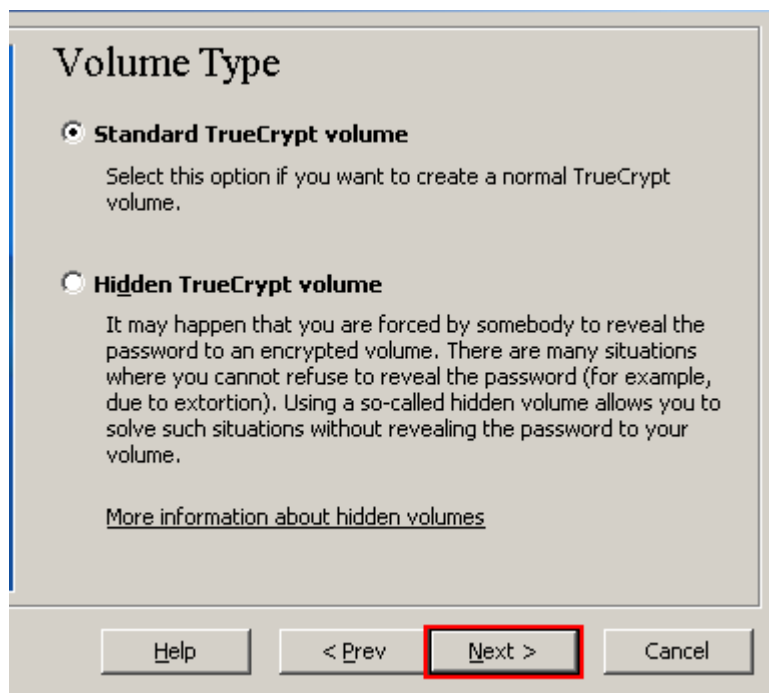 Volume Type
Standard TrueCrypt volume
Select this option if you want to create a normal TrueCrypt
volume.
Hidden TrueCrypt volume
It may happen that you are forced by somebody to reveal the
password to an encrypted volume. There are many situations
where you cannot refuse to reveal the password (for example,
due to extortion). Using a so-called hidden volume allows you to
solve such situations without revealing the password to your
volume.
More information about hidden volumes
Help < Prev Next > Cancel